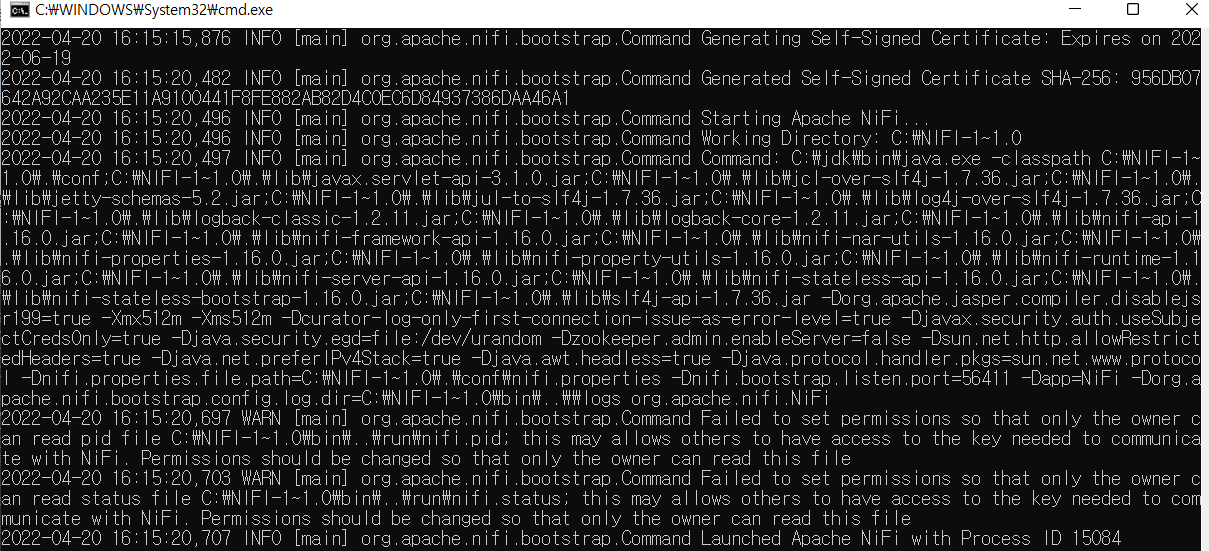 C:₩WINDOWS₩System32₩cmd.exe
2022-04-20 16:15:15,876 INFO [main] org.apache.nifi.bootstrap.Command Generating Self-Signed Certificate: Expires on 202
2-06-19
2022-04-20 16:15:20,482 INFO [main] org.apache.nifi.bootstrap.Command Generated Self-Signed Certificate SHA-256: 956DB07
642A92CAA235E11A9100441F8FE882AB82D4C0EC6D84937386DAA46A1
2022-04-20 16:15:20,496 INFO [main] org.apache.nifi.bootstrap.Command Starting Apache NiFi...
2022-04-20 16:15:20,496 INFO [main] org.apache.nifi.bootstrap.Command Working Directory: C:₩NIFI-1~1.0
2022-04-20 16:15:20,497 INFO [main] org.apache.nifi.bootstrap.Command Command: C:₩jdk₩bin₩java.exe -classpath C:₩NIFI-1~
1.0₩.₩conf;C:₩NIFI-1~1.0₩.₩lib₩javax.servlet-api-3.1.0.jar;C:₩NIFI-1~1.0₩.₩lib₩jcl-over-slf4j-1.7.36.jar;C:₩NIFI-1~1.0₩.
₩lib₩jetty-schemas-5.2.jar;C:₩NIFI-1~1.0₩.₩lib₩jul-to-slf4j-1.7.36.jar;C:₩NIFI-1~1.0₩.₩lib₩log4j-over-slf4j-1.7.36.jar;C
:₩NIFI-1~1.0₩.₩lib₩logback-classic-1.2.11.jar;C:₩NIFI-1~1.0₩.₩lib₩logback-core-1.2.11.jar;C:₩NIFI-1~1.0₩.₩lib₩nifi-api-1
.16.0.jar;C:₩NIFI-1~1.0₩.₩lib₩nifi-framework-api-1.16.0.jar;C:₩NIFI-1~1.0₩.₩lib₩nifi-nar-utils-1.16.0.jar;C:₩NIFI-1~1.0₩
.₩lib₩nifi-properties-1.16.0.jar;C:₩NIFI-1~1.0₩.₩lib₩nifi-property-utils-1.16.0.jar;C:₩NIFI-1~1.0₩.₩lib₩nifi-runtime-1.1
6.0.jar;C:₩NIFI-1~1.0₩.₩lib₩nifi-server-api-1.16.0.jar;C:₩NIFI-1~1.0₩.₩lib₩nifi-stateless-api-1.16.0.jar;C:₩NIFI-1~1.0₩.
₩lib₩nifi-stateless-bootstrap-1.16.0.jar;C:₩NIFI-1~1.0₩.₩lib₩slf4j-api-1.7.36.jar -Dorg.apache.jasper.compiler.disablejs
r199=true -Xmx512m -Xms512m -Dcurator-log-only-first-connection-issue-as-error-level=true -Djavax.security.auth.useSubje
ctCredsOnly=true -Djava.security.egd=file:/dev/urandom -Dzookeeper.admin.enableServer=false -Dsun.net.http.allowRestrict
edHeaders=true -Djava.net.preferIPv4Stack=true -Djava.awt.headless=true -Djava.protocol.handler.pkgs=sun.net.www.protoco
l -Dnifi.properties.file.path=C:₩NIFI-1~1.0₩.₩conf₩nifi.properties -Dnifi.bootstrap.listen.port=56411 -Dapp=NiFi -Dorg.a
pache.nifi.bootstrap.config.log.dir=C:₩NIFI-1~1.0₩bin₩..₩₩logs org.apache.nifi.NiFi
2022-04-20 16:15:20,697 WARN [main] org.apache.nifi.bootstrap.Command Failed to set permissions so that only the owner c
an read pid file C:₩NIFI-1~1.0₩bin₩..₩run₩nifi.pid; this may allows others to have access to the key needed to communica
te with NiFi. Permissions should be changed so that only the owner can read this file
2022-04-20 16:15:20,703 WARN [main] org.apache.nifi.bootstrap.Command Failed to set permissions so that only the owner c
an read status file C:₩NIFI-1~1.0₩bin₩..₩run₩nifi.status; this may allows others to have access to the key needed to com
municate with NiFi. Permissions should be changed so that only the owner can read this file
2022-04-20 16:15:20,707 INFO [main] org.apache.nifi.bootstrap.Command Launched Apache NiFi with Process ID 15084